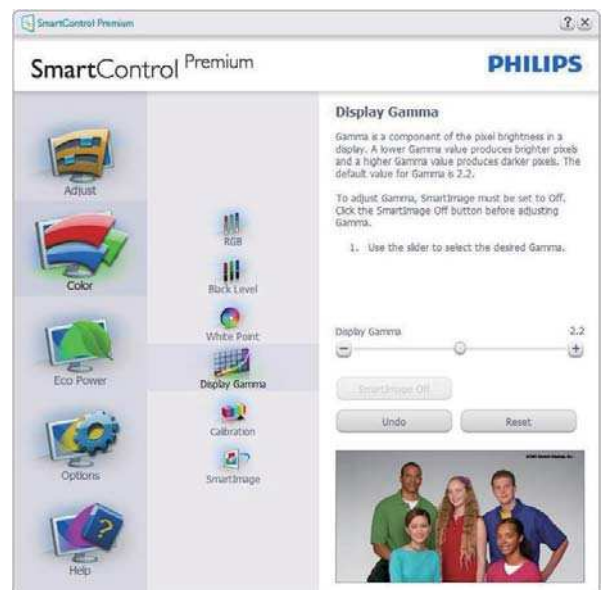 SmartControl Premium
? ×
SmartControl Premium
PHILIPS
Adjust
Color
Eco Power
Options
Help
RGB
Black Level
White Point
Display Gamma
Calibration
SmartImage
Display Gamma
Gamma is a component of the pixel brightness in a
display. A lower Gamma value produces brighter pixels
and a higher Gamma value produces darker pixels. The
default value for Gamma is 2.2.
To adjust Gamma, SmartImage must be set to Off.
Click the SmartImage Off button before adjusting
Gamma.
1. Use the slider to select the desired Gamma.
Display Gamma 2.2
SmartImage Off
Undo Reset